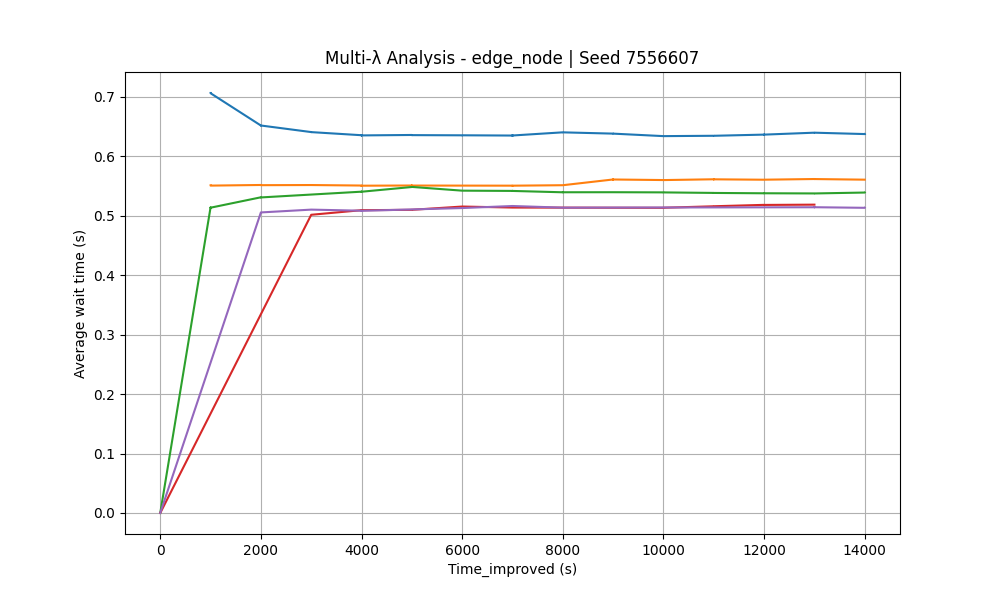 Multi-λ Analysis - edge_node | Seed 7556607
Average wait time (s)
0.7
0.6
0.5
0.4
0.3
0.2
0.1
0.0
0 2000 4000 6000 8000 10000 12000 14000
Time_improved (s)